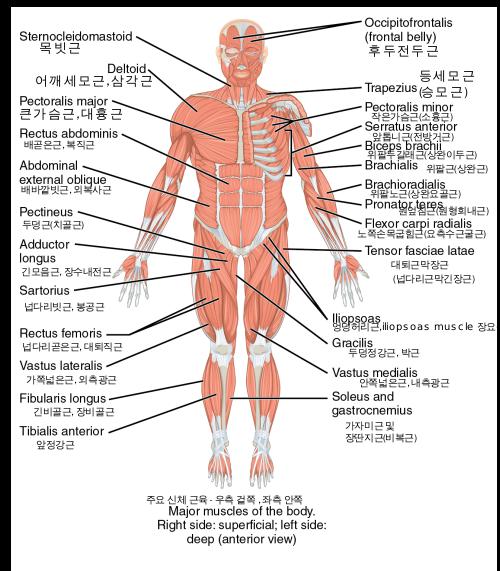 Sternocleidomastoid
목빗근
Deltoid
어깨세모근,삼각근
Pectoralis major
큰가슴근,대흉근
Rectus abdominis
배곧은근, 복직근
Abdominal
external oblique
배바깥빗근, 외복사근
Pectineus
두덩근(치골근)
Adductor
longus
긴모음근, 장수내전근
Sartorius
넙다리빗근, 봉공근
Rectus femoris
넙다리곧은근, 대퇴직근
Vastus lateralis
가쪽넓은근, 외측광근
Fibularis longus
긴비골근, 장비골근
Tibialis anterior
앞정강근
Occipitofrontalis
(frontal belly)
후두전두근
등세모근
Trapezius (승모근)
Pectoralis minor
작은가슴근(소흉근)
Serratus anterior
앞톱니근(전방거근)
Biceps brachii
위팔두갈래근(상완이두근)
Brachialis 위팔근(상완근)
Brachioradialis
위팔노근(상완요골근)
Pronator teres
원엎침근(원형회내근)
Flexor carpi radialis
노쪽손목굽힘근(요측수근굴근)
Tensor fasciae latae
대퇴근막장근
(넙다리근막긴장근)
Iliopsoas
엉덩허리근,iliopsoas muscle 장요
Gracilis
두덩정강근, 박근
Vastus medialis
안쪽넓은근, 내측광근
Soleus and
gastrocnemius
가자미근 및
장딴지근(비복근)
주요 신체 근육 - 우측 겉쪽 , 좌측 안쪽
Major muscles of the body.
Right side: superficial; left side:
deep (anterior view)